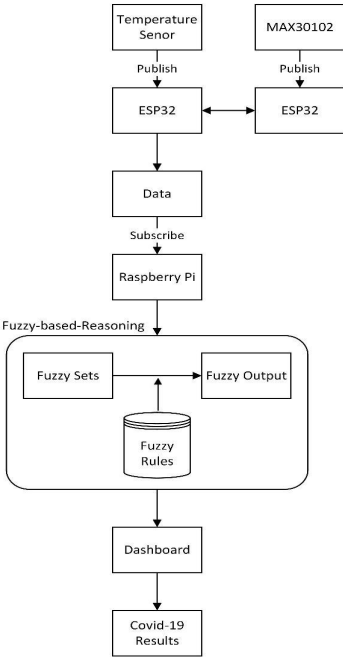 Temperature
Senor
MAX30102
Publish
Publish
ESP32
ESP32
Data
Subscribe
Raspberry Pi
Fuzzy-based-Reasoning
Fuzzy Sets
Fuzzy Output
Fuzzy
Rules
Dashboard
Covid-19
Results